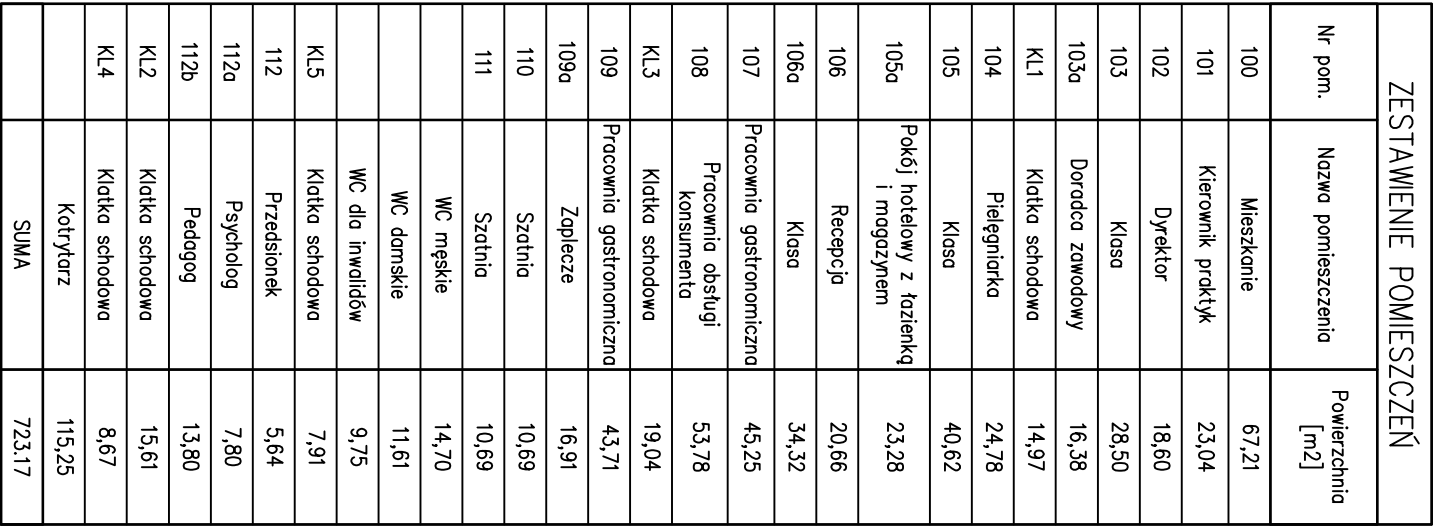 ZESTAWIENIE POMIESZCZEŃ
Nr pom. Nazwa pomieszczenia Powierzchnia
[m2]
100 Mieszkanie 67,21
101 Kierownik praktyk 23,04
102 Dyrektor 18,60
103 Klasa 28,50
103a Doradca zawodowy 16,38
KL1 Klatka schodowa 14,97
104 Pielęgniarka 24,78
105 Klasa 40,62
105a Pokój hotelowy z łazienką
i magazynem 23,28
106 Recepcja 20,66
106a Klasa 34,32
107 Pracownia gastronomiczna 45,25
108 Pracownia obsługi
konsumenta 53,78
KL3 Klatka schodowa 19,04
109 Pracownia gastronomiczna 43,71
109a Zaplecze 16,91
110 Szatnia 10,69
111 Szatnia 10,69
WC męskie 14,70
WC damskie 11,61
WC dla inwalidów 9,75
KL5 Klatka schodowa 7,91
112 Przedsionek 5,64
112a Psycholog 7,80
112b Pedagog 13,80
KL2 Klatka schodowa 15,61
KL4 Klatka schodowa 8,67
Kotrytarz 115,25
SUMA 723.17